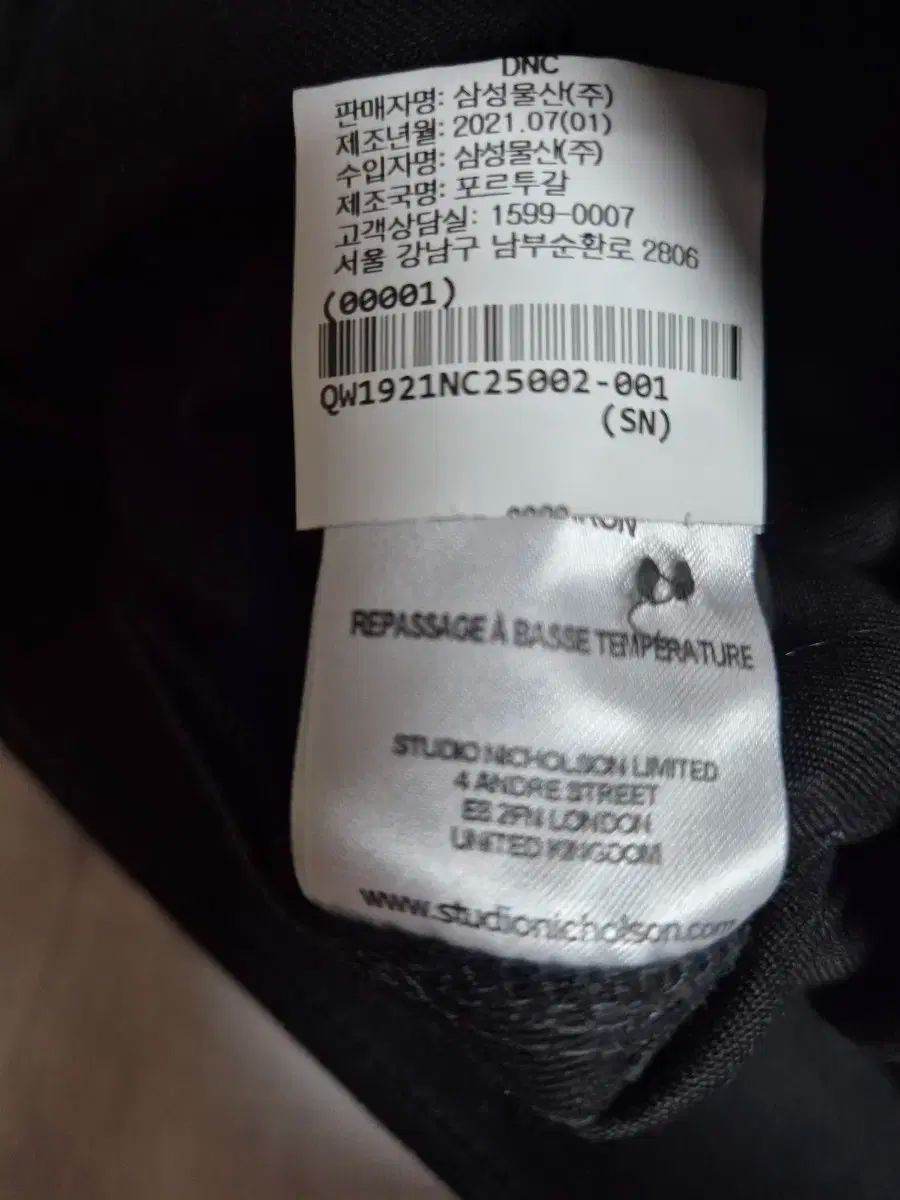 DNC
판매자명: 삼성물산(주)
제조년월: 2021.07(01)
수입자명: 삼성물산(주)
제조국명: 포르투갈
고객상담실: 1599-0007
서울 강남구 남부순환로 2806
(00001)
QW1921NC25002-001
(SN)
REPASSAGE À BASSE TEMPÉRATURE
STUDIO NICHOLSON LIMITED
4 ANDRE STREET
E8 2FN LONDON
UNITED KINGDOM
www.studionicholson.com